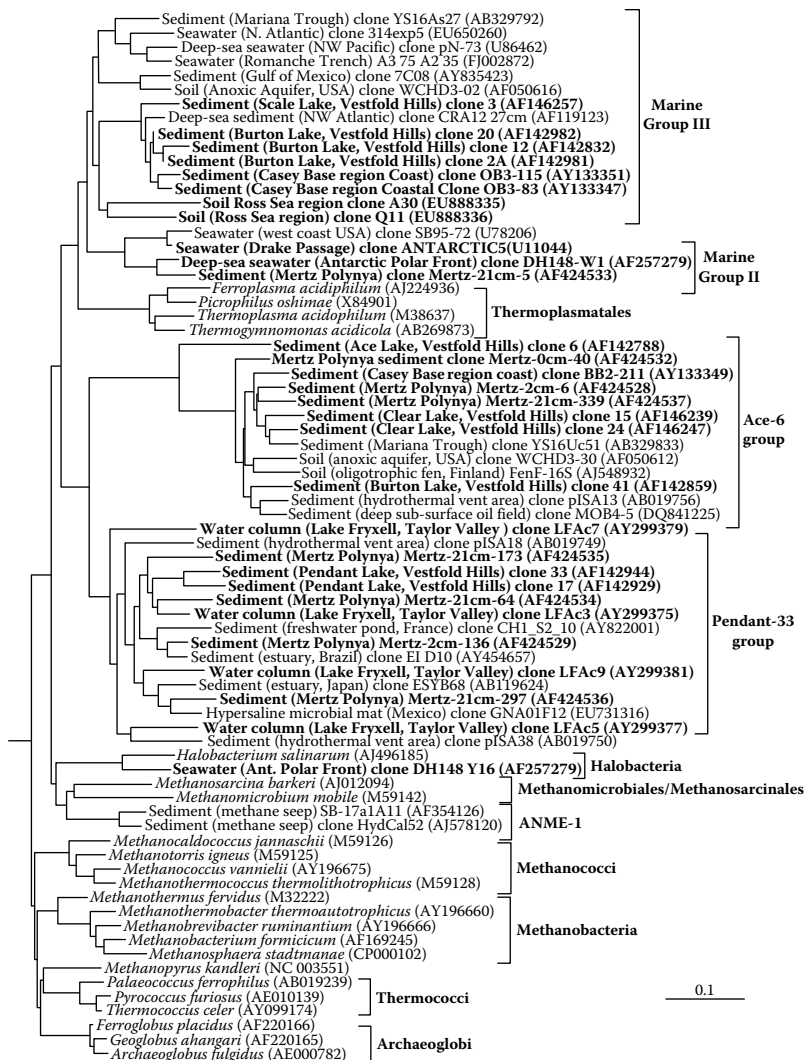 Sediment (Mariana Trough) clone YS16As27 (AB329792)
Seawater (N. Atlantic) clone 314exp5 (EU650260)
Deep-sea seawater (NW Pacific) clone pN-73 (U86462)
Seawater (Romanche Trench) A3 75 A2 35 (FJ002872)
Sediment (Gulf of Mexico) clone 7C08 (AY835423)
Soil (Anoxic Aquifer, USA) clone WCHD3-02 (AF050616)
Sediment (Scale Lake, Vestfold Hills) clone 3 (AF146257)
Deep-sea sediment (NW Atlantic) clone CRA12 27cm (AF119123)
Sediment (Burton Lake, Vestfold Hills) clone 20 (AF142982)
Sediment (Burton Lake, Vestfold Hills) clone 12 (AF142832)
Sediment (Burton Lake, Vestfold Hills) clone 2A (AF142981)
Sediment (Casey Base region Coast) clone OB3-115 (AY133351)
Sediment (Casey Base region Coastal Clone OB3-83 (AY133347)
Soil Ross Sea region clone A30 (EU888335)
Soil (Ross Sea region) clone Q11 (EU888336)
Marine
Group III
Seawater (west coast USA) clone SB95-72 (U78206)
Seawater (Drake Passage) clone ANTARCTIC5(U11044)
Deep-sea seawater (Antarctic Polar Front) clone DH148-W1 (AF257279)
Sediment (Mertz Polynya) clone Mertz-21cm-5 (AF424533)
Marine
Group II
Ferroplasma acidiphilum (AJ224936)
Picrophilus oshimae (X84901)
Thermoplasma acidophilum (M38637)
Thermogymnomonas acidicola (AB269873)
Thermoplasmatales
Sediment (Ace Lake, Vestfold Hills) clone 6 (AF142788)
Mertz Polynya sediment clone Mertz-0cm-40 (AF424532)
Sediment (Casey Base region coast) clone BB2-211 (AY133349)
Sediment (Mertz Polynya) Mertz-2cm-6 (AF424528)
Sediment (Mertz Polynya) Mertz-21cm-339 (AF424537)
Sediment (Clear Lake, Vestfold Hills) clone 15 (AF146239)
Sediment (Clear Lake, Vestfold Hills) clone 24 (AF146247)
Sediment (Mariana Trough) clone YS16Uc51 (AB329833)
Soil (anoxic aquifer, USA) clone WCHD3-30 (AF050612)
Soil (oligotrophic fen, Finland) FenF-16S (AJ548932)
Sediment (Burton Lake, Vestfold Hills) clone 41 (AF142859)
Sediment (hydrothermal vent area) clone pISA13 (AB019756)
Sediment (deep sub-surface oil field) clone MOB4-5 (DQ841225)
Ace-6
group
Water column (Lake Fryxell, Taylor Valley ) clone LFAc7 (AY299379)
Sediment (hydrothermal vent area) clone pISA18 (AB019749)
Sediment (Mertz Polynya) Mertz-21cm-173 (AF424535)
Sediment (Pendant Lake, Vestfold Hills) clone 33 (AF142944)
Sediment (Pendant Lake, Vestfold Hills) clone 17 (AF142929)
Sediment (Mertz Polynya) Mertz-21cm-64 (AF424534)
Water column (Lake Fryxell, Taylor Valley) clone LFAc3 (AY299375)
Sediment (freshwater pond, France) clone CH1_S2_10 (AY822001)
Sediment (Mertz Polynya) Mertz-2cm-136 (AF424529)
Sediment (estuary, Brazil) clone EI D10 (AY454657)
Water column (Lake Fryxell, Taylor Valley) clone LFAc9 (AY299381)
Sediment (estuary, Japan) clone ESYB68 (AB119624)
Sediment (Mertz Polynya) Mertz-21cm-297 (AF424536)
Hypersaline microbial mat (Mexico) clone GNA01F12 (EU731316)
Water column (Lake Fryxell, Taylor Valley) clone LFAc5 (AY299377)
Sediment (hydrothermal vent area) clone pISA38 (AB019750)
Pendant-33
group
Halobacterium salinarum (AJ496185)
Seawater (Ant. Polar Front) clone DH148 Y16 (AF257279)
Halobacteria
Methanosarcina barkeri (AJ012094)
Methanomicrobium mobile (M59142)
Methanomicrobiales/Methanosarcinales
Sediment (methane seep) SB-17a1A11 (AF354126)
Sediment (methane seep) clone HydCal52 (AJ578120)
ANME-1
Methanocaldococcus jannaschii (M59126)
Methanotorris igneus (M59125)
Methanococcus vannielii (AY196675)
Methanothermococcus thermolithotrophicus (M59128)
Methanococci
Methanothermus fervidus (M32222)
Methanothermobacter thermoautotrophicus (AY196660)
Methanobrevibacter ruminantium (AY196666)
Methanobacterium formicicum (AF169245)
Methanosphaera stadtmanae (CP000102)
Methanobacteria
Methanopyrus kandleri (NC 003551)
Palaeococcus ferrophilus (AB019239)
Pyrococcus furiosus (AE010139)
Thermococcus celer (AY099174)
Thermococci
0.1
Ferroglobus placidus (AF220166)
Geoglobus ahangari (AF220165)
Archaeoglobus fulgidus (AE000782)
Archaeoglobi